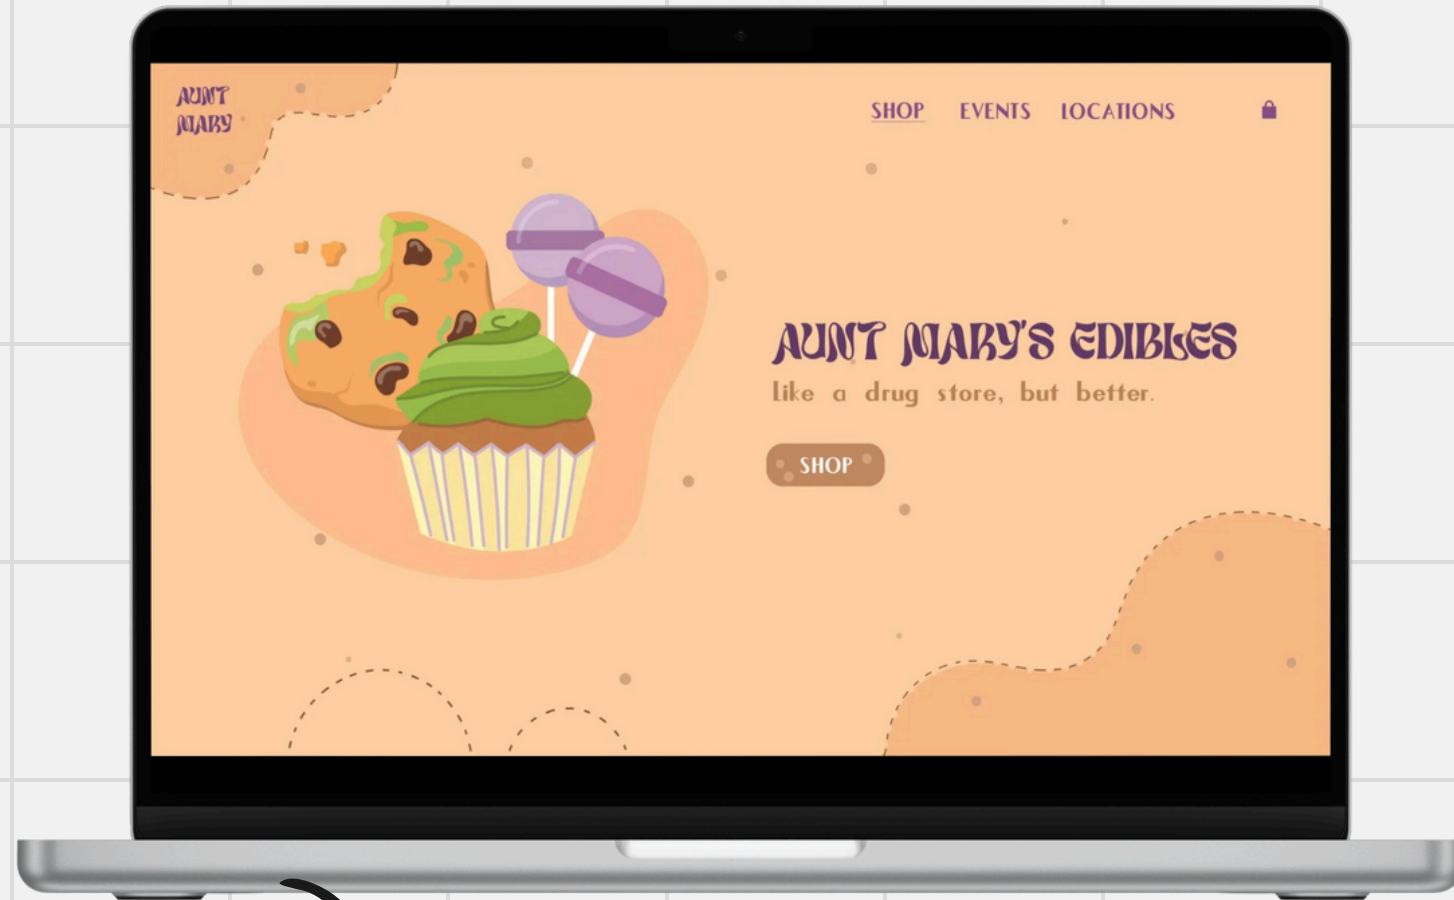 AUNT
MARY
SHOP EVENTS LOCATIONS
AUNT MARY'S EDIBLES
like a drug store, but better.
SHOP